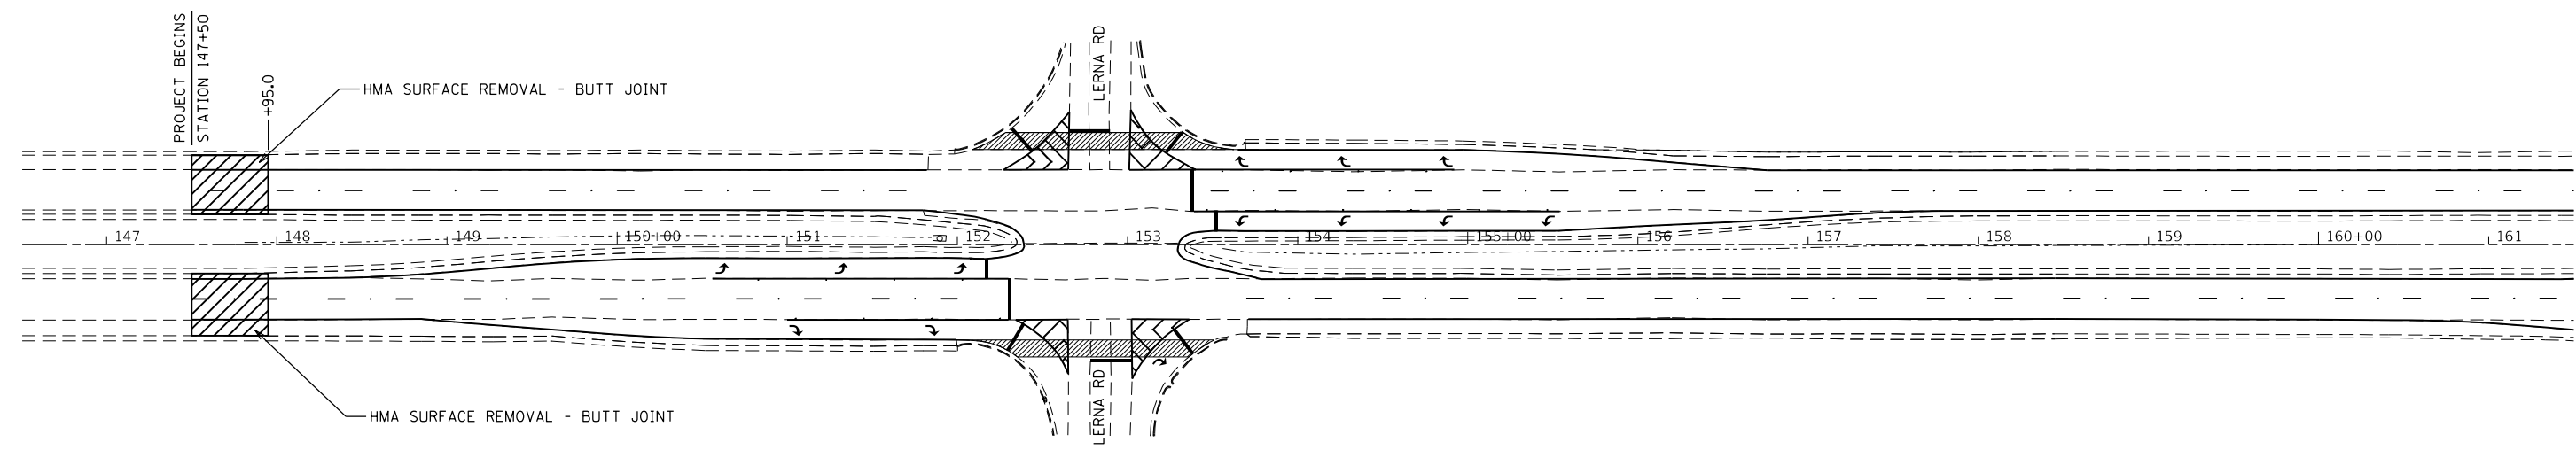 PROJECT BEGINS
STATION 147+50
+95.0
HMA SURFACE REMOVAL - BUTT JOINT
LERNA RD
147
148
149
150+00
151
152
153
154
155+00
156
157
158
159
160+00
161
HMA SURFACE REMOVAL - BUTT JOINT
LERNA RD